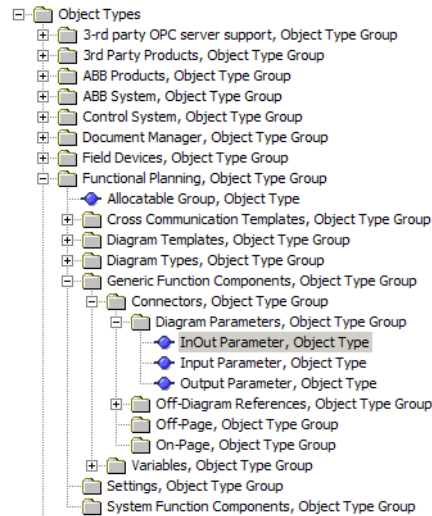 Object Types
3-rd party OPC server support, Object Type Group
3rd Party Products, Object Type Group
ABB Products, Object Type Group
ABB System, Object Type Group
Control System, Object Type Group
Document Manager, Object Type Group
Field Devices, Object Type Group
Functional Planning, Object Type Group
Allocatable Group, Object Type
Cross Communication Templates, Object Type Group
Diagram Templates, Object Type Group
Diagram Types, Object Type Group
Generic Function Components, Object Type Group
Connectors, Object Type Group
Diagram Parameters, Object Type Group
InOut Parameter, Object Type
Input Parameter, Object Type
Output Parameter, Object Type
Off-Diagram References, Object Type Group
Off-Page, Object Type Group
On-Page, Object Type Group
Variables, Object Type Group
Settings, Object Type Group
System Function Components, Object Type Group